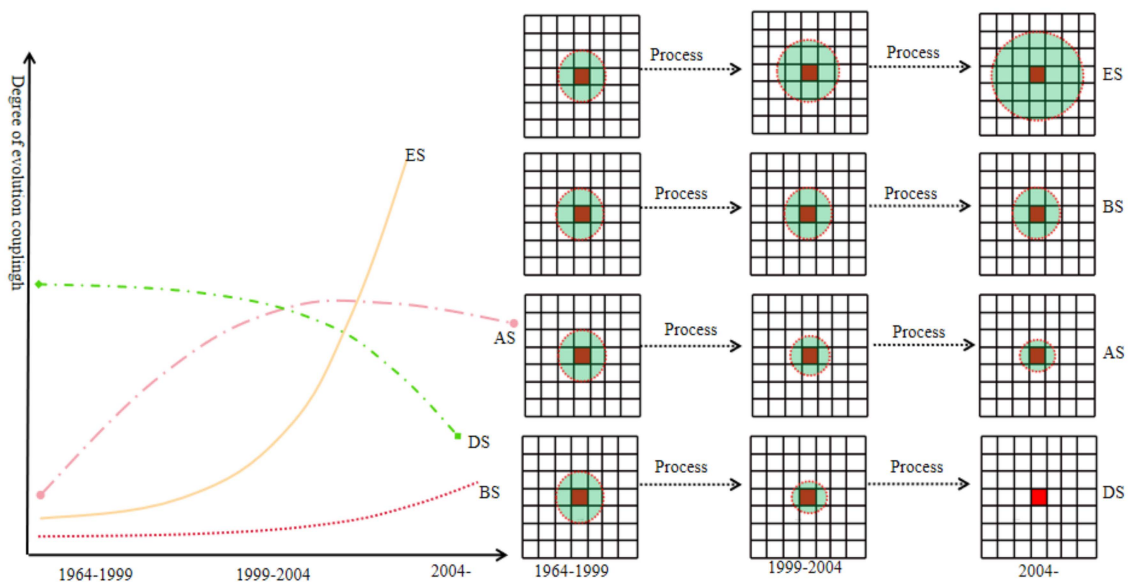 Degree of evolution couplingh
ES
AS
DS
BS
1964-1999
1999-2004
2004-
Process
Process
ES
Process
Process
BS
Process
Process
AS
Process
Process
DS
1964-1999
1999-2004
2004-